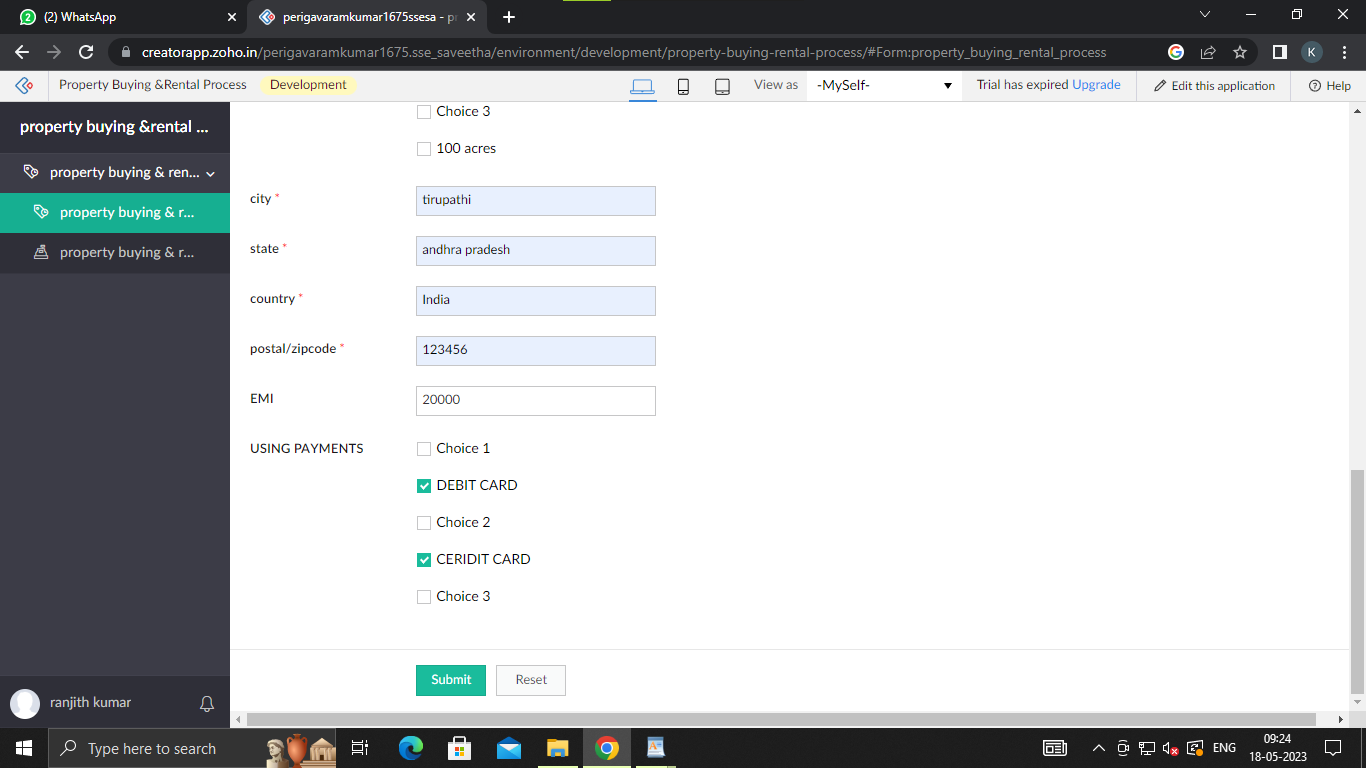 (2) WhatsApp
perigavaramkumar1675ssesa - pr
creatorapp.zoho.in/perigavaramkumar1675.sse_saveetha/environment/development/property-buying-rental-process/#Form:property_buying_rental_process
K
Property Buying &Rental Process
Development
View as
-MySelf-
Trial has expired Upgrade
Edit this application
Help
property buying &rental ...
property buying & ren...
property buying & r...
property buying & r...
Choice 3
100 acres
city *
tirupathi
state *
andhra pradesh
country *
India
postal/zipcode *
123456
EMI
20000
USING PAYMENTS
Choice 1
DEBIT CARD
Choice 2
CERIDIT CARD
Choice 3
Submit
Reset
ranjith kumar
Type here to search
ENG
09:24
18-05-2023